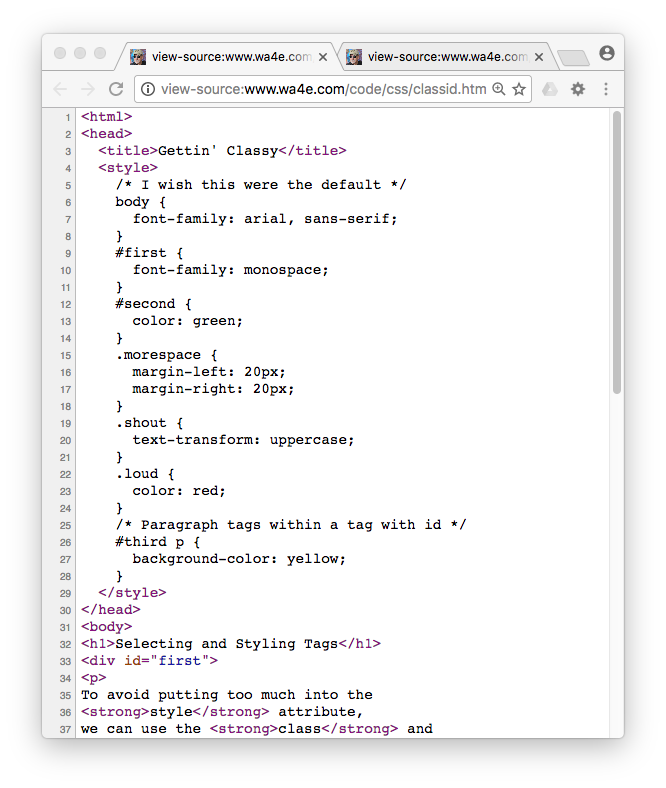 view-source:www.wa4e.com view-source:www.wa4e.com
view-source:www.wa4e.com/code/css/classid.htm
1 <html>
2 <head>
3   <title>Gettin' Classy</title>
4   <style>
5     /* I wish this were the default */
6     body {
7       font-family: arial, sans-serif;
8     }
9     #first {
10       font-family: monospace;
11     }
12     #second {
13       color: green;
14     }
15     .morespace {
16       margin-left: 20px;
17       margin-right: 20px;
18     }
19     .shout {
20       text-transform: uppercase;
21     }
22     .loud {
23       color: red;
24     }
25     /* Paragraph tags within a tag with id */
26     #third p {
27       background-color: yellow;
28     }
29   </style>
30 </head>
31 <body>
32 <h1>Selecting and Styling Tags</h1>
33 <div id="first">
34 <p>
35 To avoid putting too much into the
36 <strong>style</strong> attribute,
37 we can use the <strong>class</strong> and